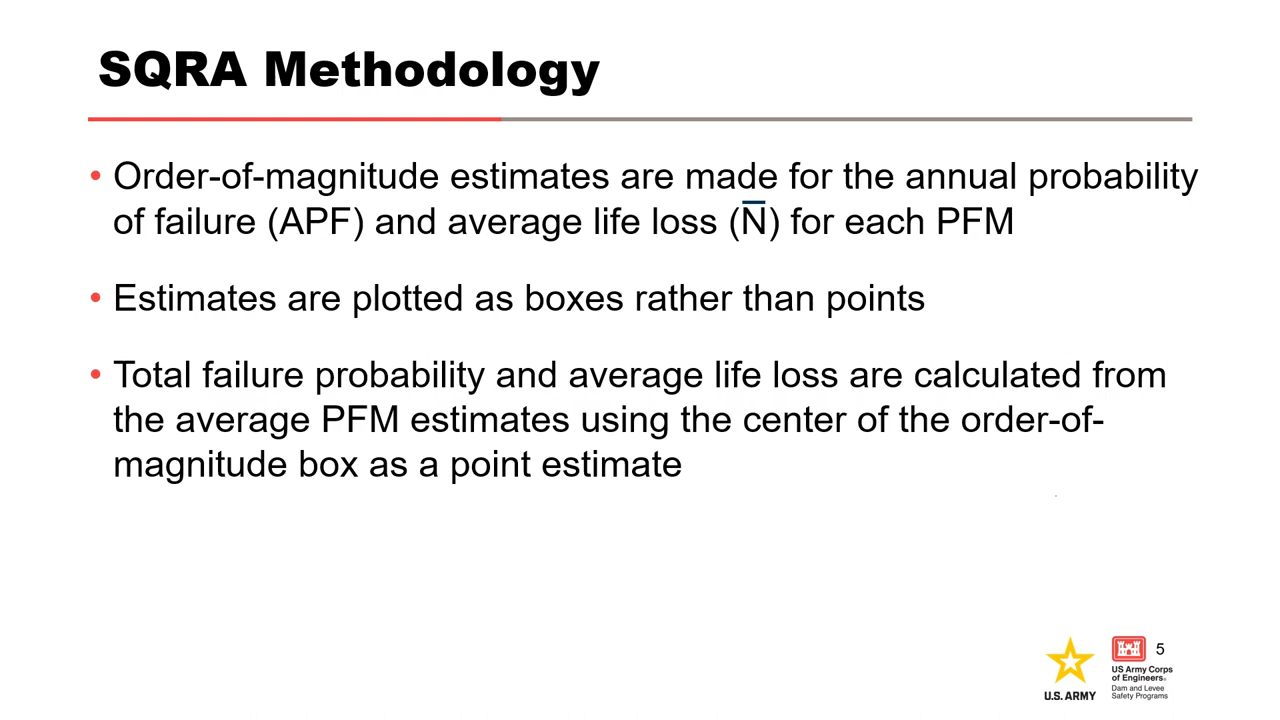 SQRA Methodology
• Order-of-magnitude estimates are made for the annual probability
of failure (APF) and average life loss (N̅) for each PFM
• Estimates are plotted as boxes rather than points
• Total failure probability and average life loss are calculated from
the average PFM estimates using the center of the order-of-
magnitude box as a point estimate
U.S. ARMY
US Army Corps
of Engineers®
Dam and Levee
Safety Programs
5